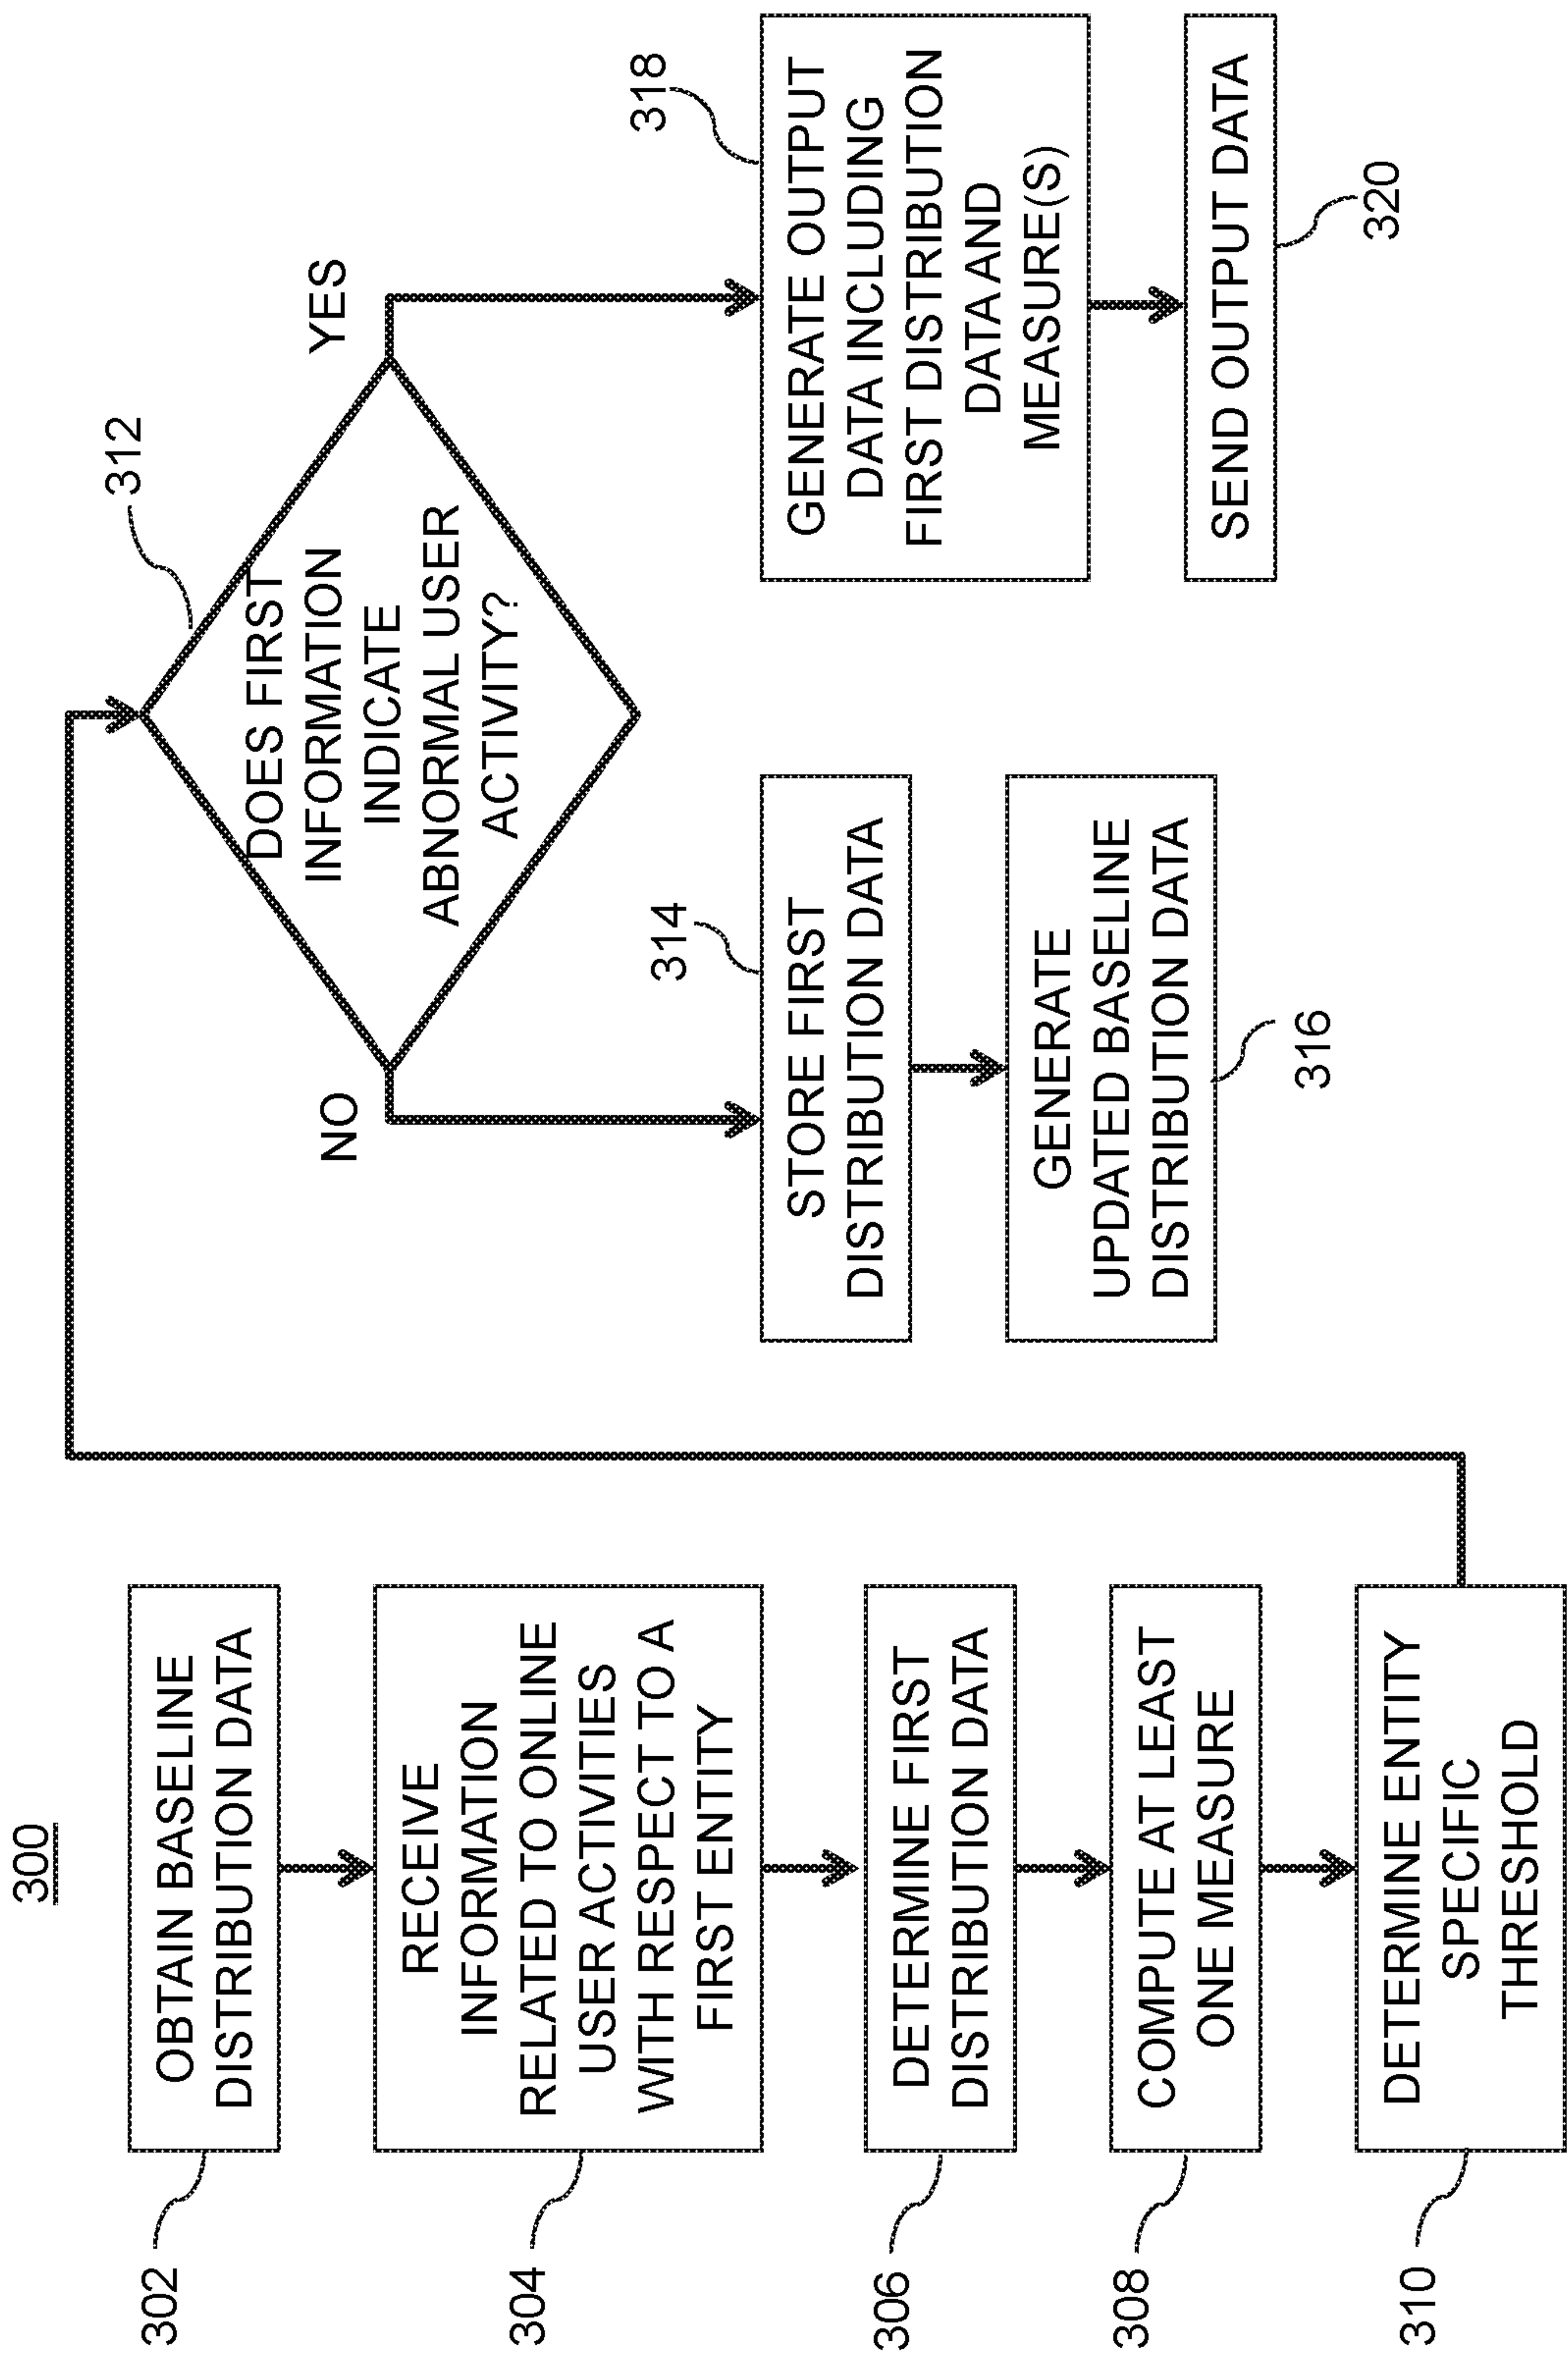 300
302
OBTAIN BASELINE
DISTRIBUTION DATA
304
RECEIVE
INFORMATION
RELATED TO ONLINE
USER ACTIVITIES
WITH RESPECT TO A
FIRST ENTITY
306
DETERMINE FIRST
DISTRIBUTION DATA
308
COMPUTE AT LEAST
ONE MEASURE
310
DETERMINE ENTITY
SPECIFIC
THRESHOLD
312
DOES FIRST
INFORMATION
INDICATE
ABNORMAL USER
ACTIVITY?
NO
YES
314
STORE FIRST
DISTRIBUTION DATA
GENERATE
UPDATED BASELINE
DISTRIBUTION DATA
316
318
GENERATE OUTPUT
DATA INCLUDING
FIRST DISTRIBUTION
DATA AND
MEASURE(S)
SEND OUTPUT DATA
320